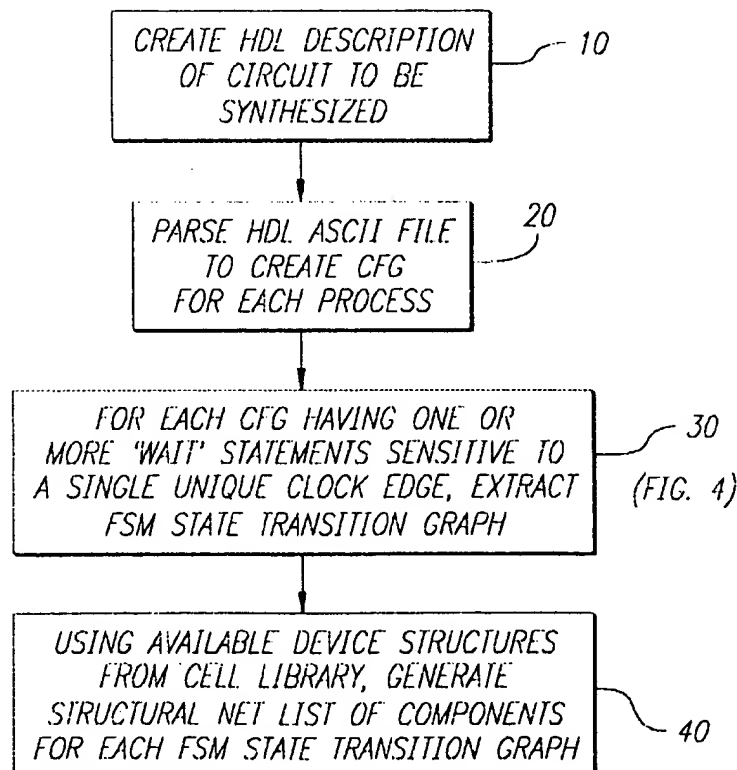 CREATE HDL DESCRIPTION
OF CIRCUIT TO BE
SYNTHESIZED
10
PARSE HDL ASCII FILE
TO CREATE CFG
FOR EACH PROCESS
20
FOR EACH CFG HAVING ONE OR
MORE 'WAIT' STATEMENTS SENSITIVE TO
A SINGLE UNIQUE CLOCK EDGE, EXTRACT
FSM STATE TRANSITION GRAPH
30
(FIG. 4)
USING AVAILABLE DEVICE STRUCTURES
FROM CELL LIBRARY, GENERATE
STRUCTURAL NET LIST OF COMPONENTS
FOR EACH FSM STATE TRANSITION GRAPH
40